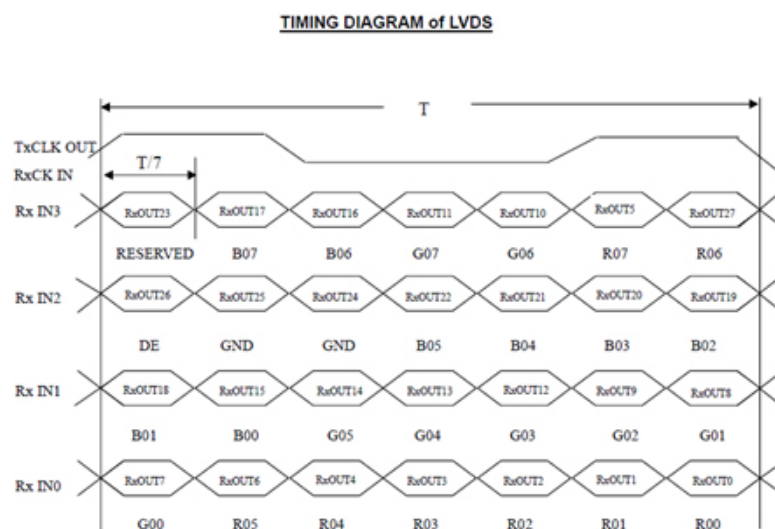 TIMING DIAGRAM of LVDS
T
TxCLK OUT
T/7
RxCK IN
Rx IN3 RxOUT23 RxOUT17 RxOUT16 RxOUT11 RxOUT10 RxOUT5 RxOUT27
RESERVED B07 B06 G07 G06 R07 R06
Rx IN2 RxOUT26 RxOUT25 RxOUT24 RxOUT22 RxOUT21 RxOUT20 RxOUT19
DE GND GND B05 B04 B03 B02
Rx IN1 RxOUT18 RxOUT15 RxOUT14 RxOUT13 RxOUT12 RxOUT9 RxOUT8
B01 B00 G05 G04 G03 G02 G01
Rx IN0 RxOUT7 RxOUT6 RxOUT4 RxOUT3 RxOUT2 RxOUT1 RxOUT0
G00 R05 R04 R03 R02 R01 R00